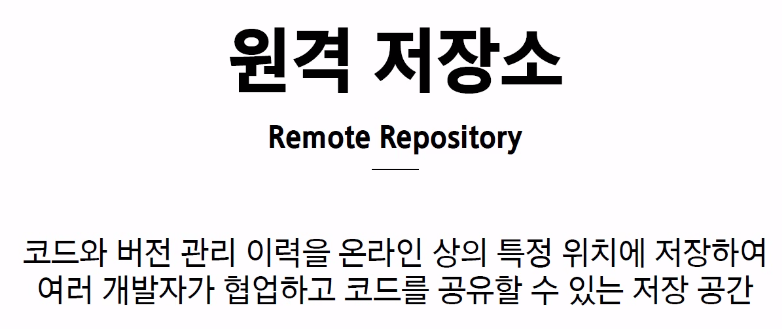 원격 저장소
Remote Repository
코드와 버전 관리 이력을 온라인 상의 특정 위치에 저장하여
여러 개발자가 협업하고 코드를 공유할 수 있는 저장 공간